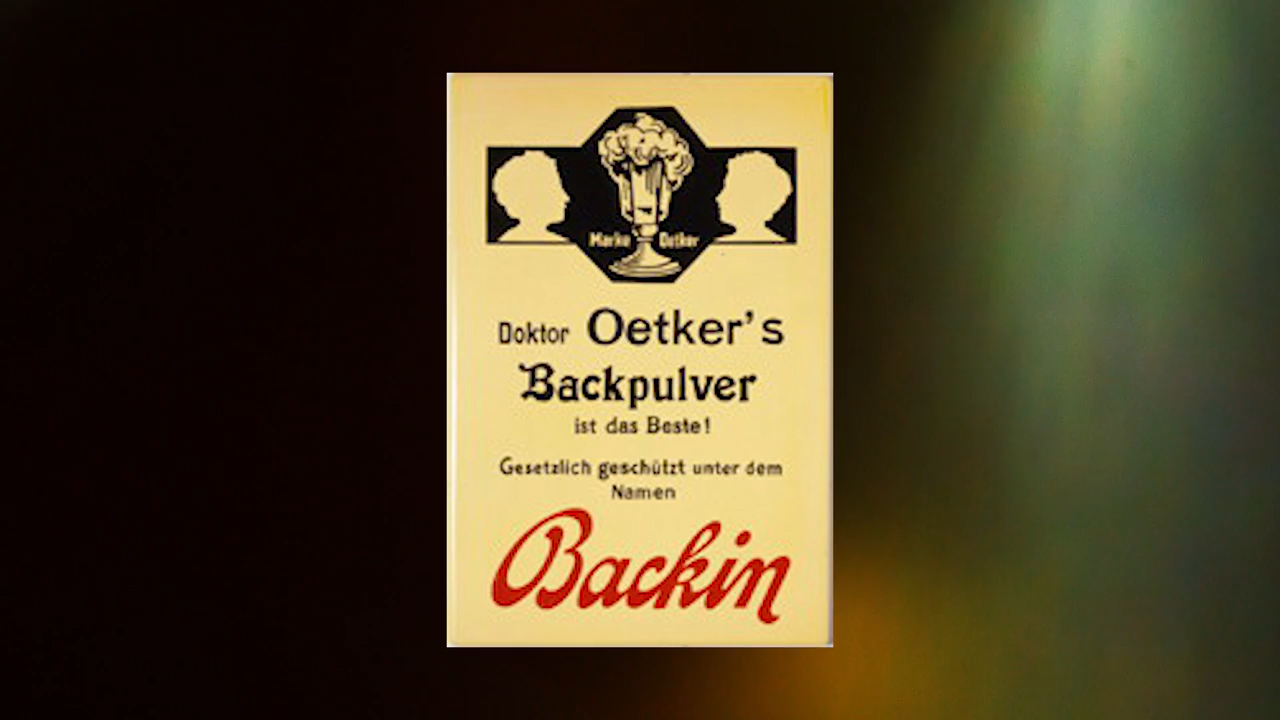 Marke Oetker
Doktor Oetker's
Backpulver
ist das Beste!
Gesetzlich geschützt unter dem
Namen
Backin